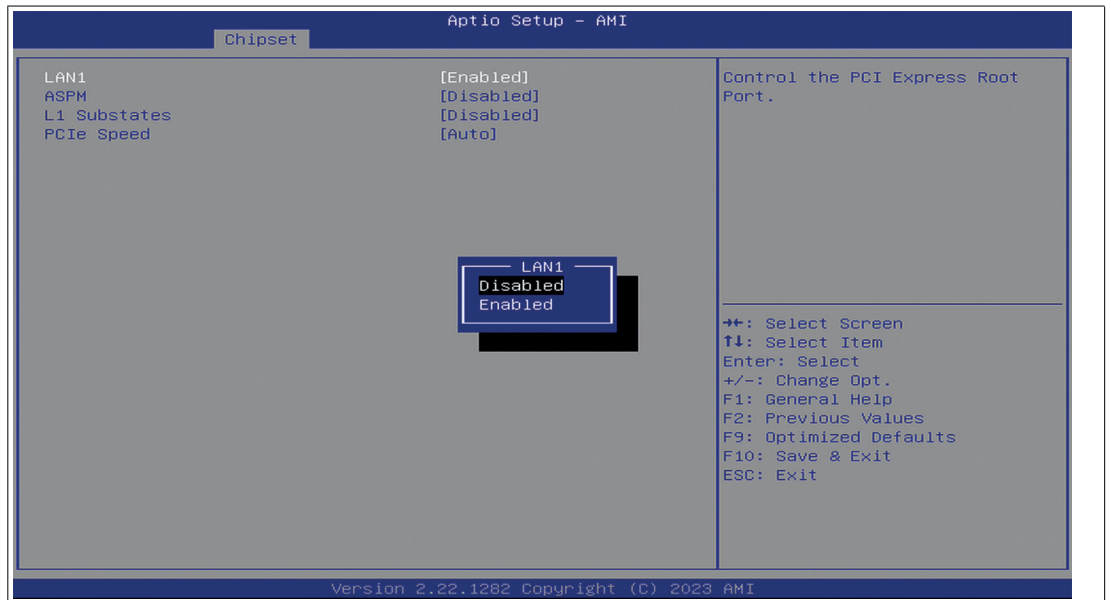 Aptio Setup – AMI
Chipset
LAN1 [Enabled]
ASPM [Disabled]
L1 Substates [Disabled]
PCIe Speed [Auto]
Control the PCI Express Root
Port.
LAN1
Disabled
Enabled
→←: Select Screen
↑↓: Select Item
Enter: Select
+/-: Change Opt.
F1: General Help
F2: Previous Values
F9: Optimized Defaults
F10: Save & Exit
ESC: Exit
Version 2.22.1282 Copyright (C) 2023 AMI